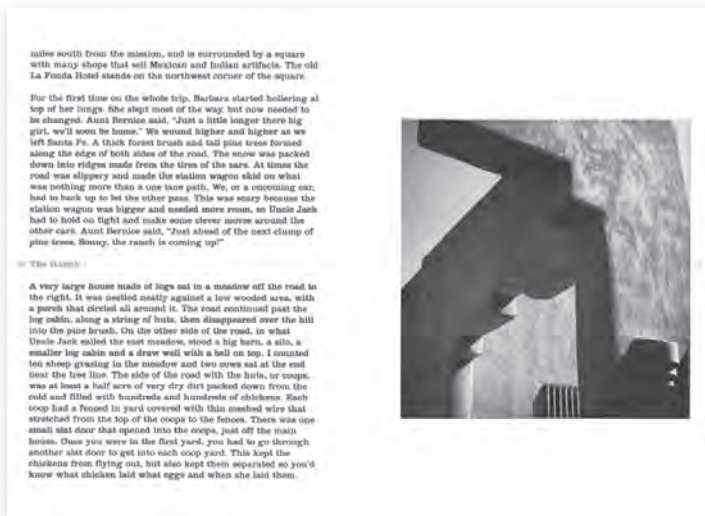 miles south from the mission, and is surrounded by a square
with many shops that sell Mexican and Indian artifacts. The old
La Fonda Hotel stands on the northwest corner of the square.
For the first time on the whole trip, Barbara started hollering at
top of her lungs. She slept most of the way, but now needed to
be changed. Aunt Bernice said, "Just a little longer there big
girl, we'll soon be home." We wound higher and higher as we
left Santa Fe. A thick forest brush and tall pine trees formed
along the edge of both sides of the road. The snow was packed
down into ridges made from the tires of the cars. At times the
road was slippery and made the station wagon skid on what
was nothing more than a one lane path. We, or a oncoming car,
had to back up to let the other pass. This was scary because the
station wagon was bigger and needed more room, so Uncle Jack
had to hold on tight and make some clever moves around the
other cars. Aunt Bernice said, "Just ahead of the next clump of
pine trees, Sonny, the ranch is coming up!"
The Ranch
A very large house made of logs sat in a meadow off the road to
the right. It was nestled neatly against a low wooded area, with
a porch that circled all around it. The road continued past the
log cabin, along a string of huts, then disappeared over the hill
into the pine brush. On the other side of the road, in what
Uncle Jack called the east meadow, stood a big barn, a silo, a
smaller log cabin and a draw well with a bell on top. I counted
ten sheep grazing in the meadow and two cows sat at the end
near the tree line. The side of the road with the huts, or coops,
was at least a half acre of very dry dirt packed down from the
cold and filled with hundreds and hundreds of chickens. Each
coop had a fenced in yard covered with thin meshed wire that
stretched from the top of the coops to the fences. There was one
small slat door that opened into the coops, just off the main
house. Once you were in the first yard, you had to go through
another slat door to get into each coop yard. This kept the
chickens from flying out, but also kept them separated so you'd
know what chicken laid what eggs and when she laid them.